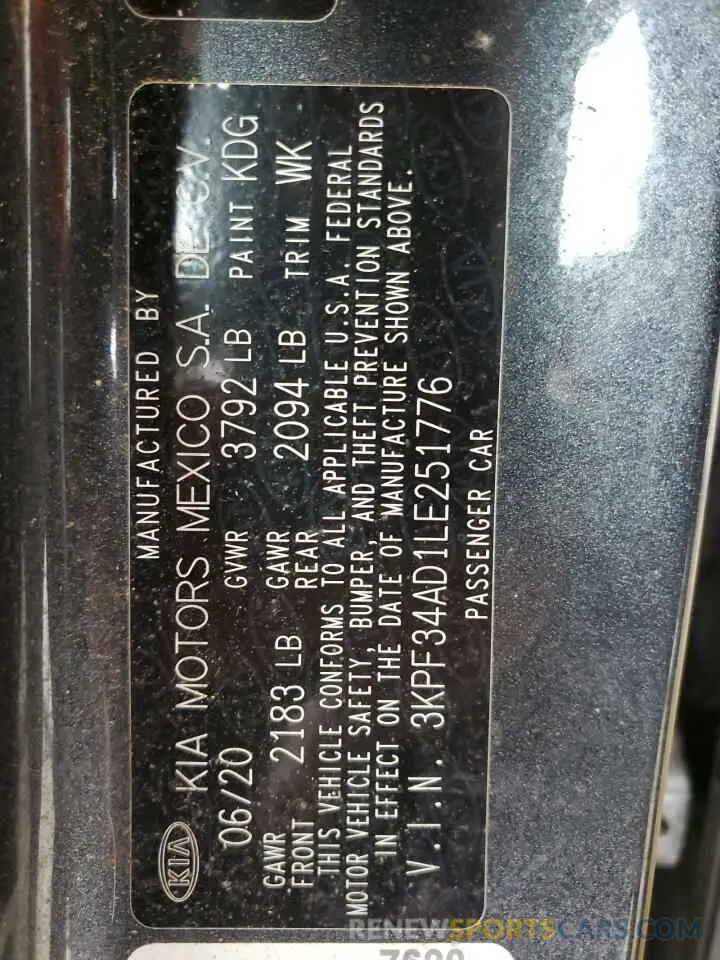 MANUFACTURED BY
KIA KIA MOTORS MEXICO S.A. DE C.V.
06/20 GVWR 3792 LB PAINT KDG
GAWR FRONT 2183 LB GAWR REAR 2094 LB TRIM WK
THIS VEHICLE CONFORMS TO ALL APPLICABLE U.S.A. FEDERAL
MOTOR VEHICLE SAFETY, BUMPER, AND THEFT PREVENTION STANDARDS
IN EFFECT ON THE DATE OF MANUFACTURE SHOWN ABOVE.
V.I.N. 3KPF34AD1LE251776
PASSENGER CAR
RENEWSPORTSCARS.COM